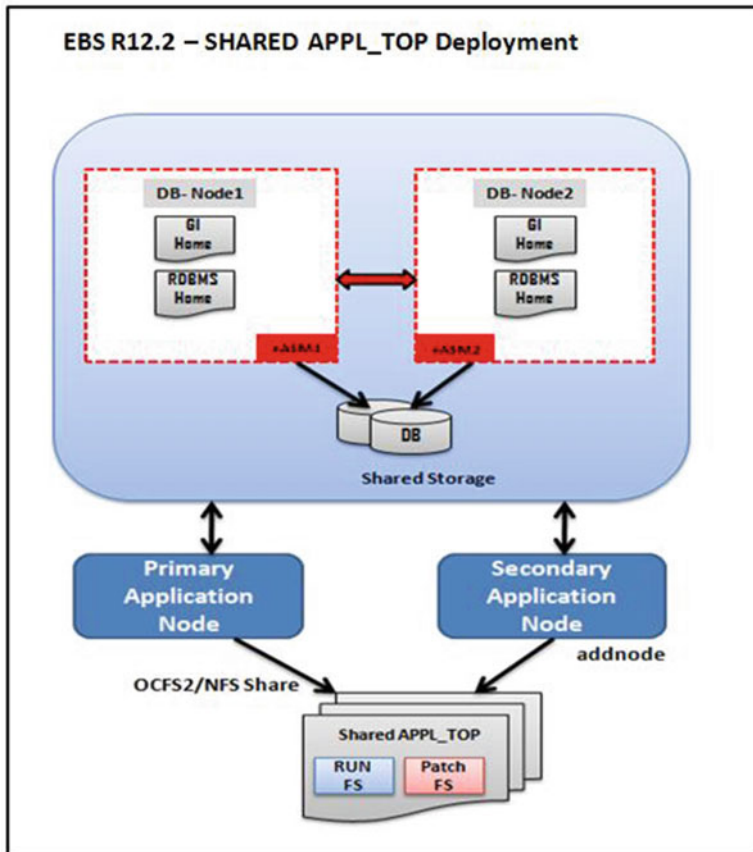 EBS R12.2 – SHARED APPL_TOP Deployment
DB- Node1
GI
Home
RDBMS
Home
+ASM1
DB- Node2
GI
Home
RDBMS
Home
+ASM2
DB
Shared Storage
Primary
Application
Node
Secondary
Application
Node
addnode
OCFS2/NFS Share
Shared APPL_TOP
RUN
FS
Patch
FS